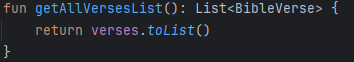 fun getAllVersesList(): List<BibleVerse> {
    return verses.toList()
}